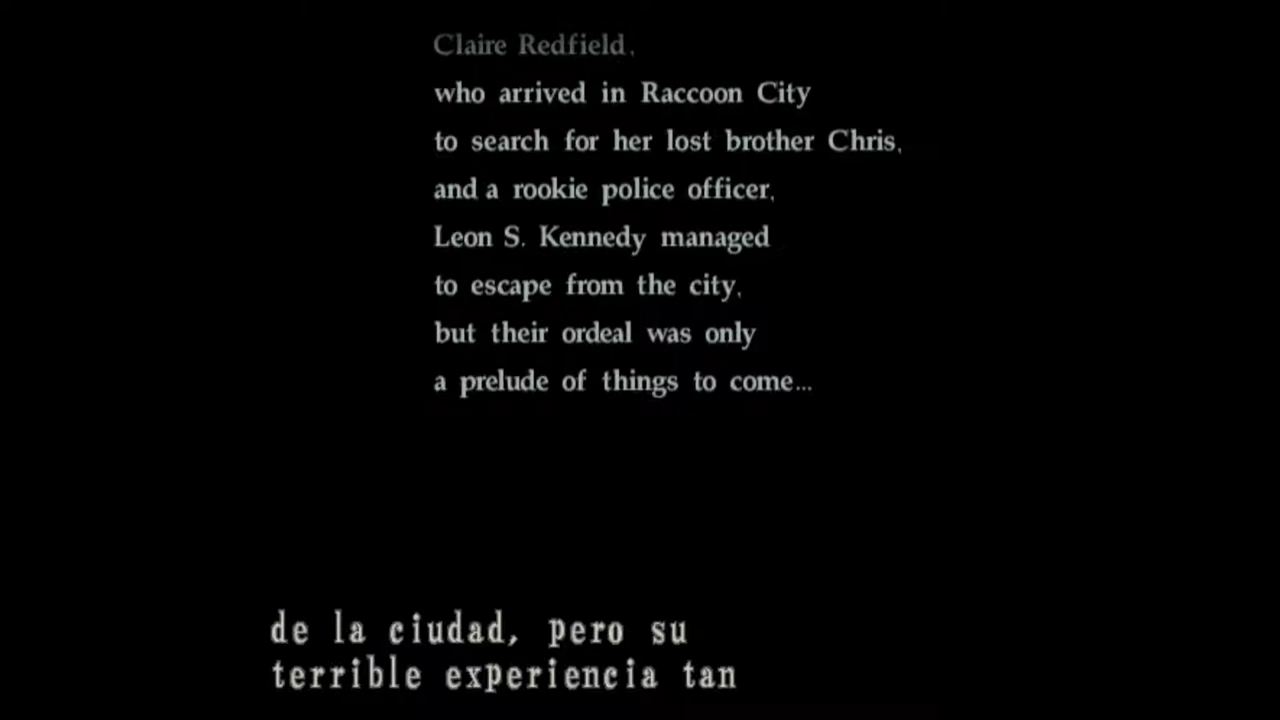 Claire Redfield,
who arrived in Raccoon City
to search for her lost brother Chris,
and a rookie police officer,
Leon S. Kennedy managed
to escape from the city,
but their ordeal was only
a prelude of things to come...
de la ciudad, pero su
terrible experiencia tan